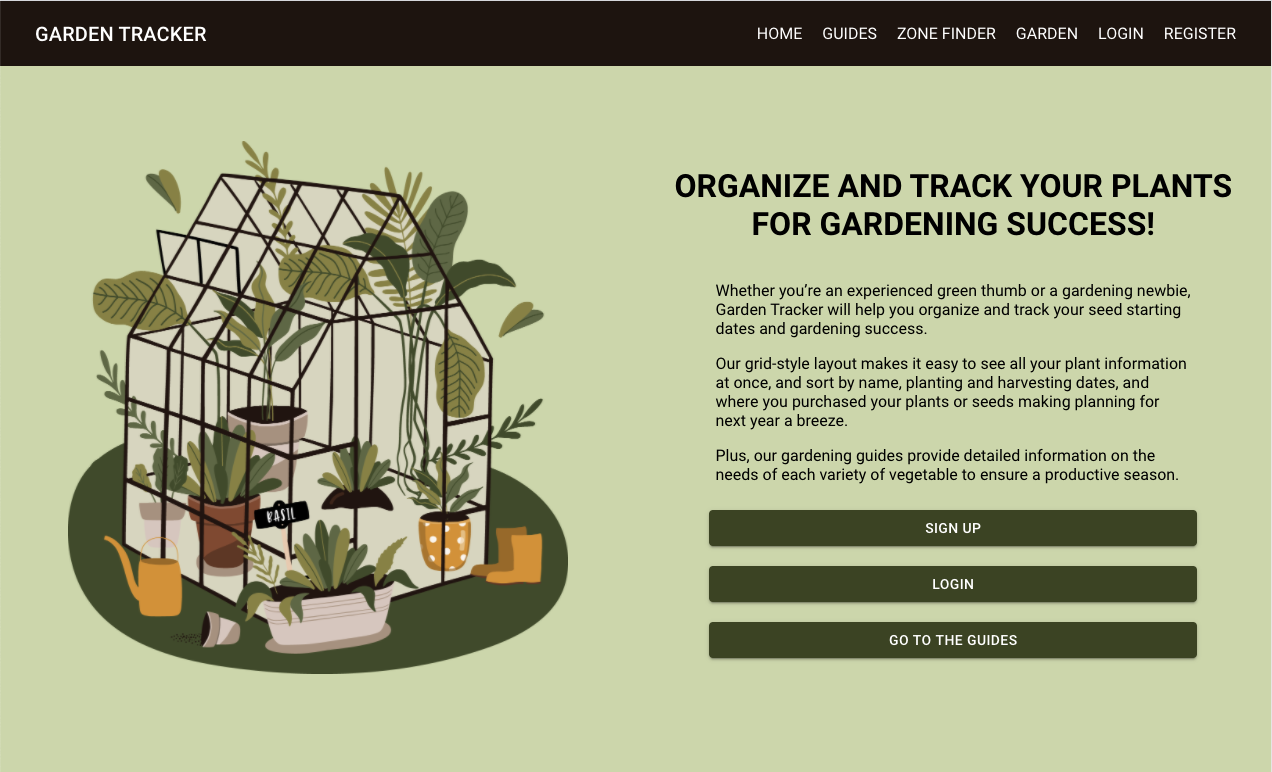 GARDEN TRACKER
HOME GUIDES ZONE FINDER GARDEN LOGIN REGISTER
ORGANIZE AND TRACK YOUR PLANTS
FOR GARDENING SUCCESS!
Whether you’re an experienced green thumb or a gardening newbie,
Garden Tracker will help you organize and track your seed starting
dates and gardening success.
Our grid-style layout makes it easy to see all your plant information
at once, and sort by name, planting and harvesting dates, and
where you purchased your plants or seeds making planning for
next year a breeze.
Plus, our gardening guides provide detailed information on the
needs of each variety of vegetable to ensure a productive season.
BASIL
SIGN UP
LOGIN
GO TO THE GUIDES